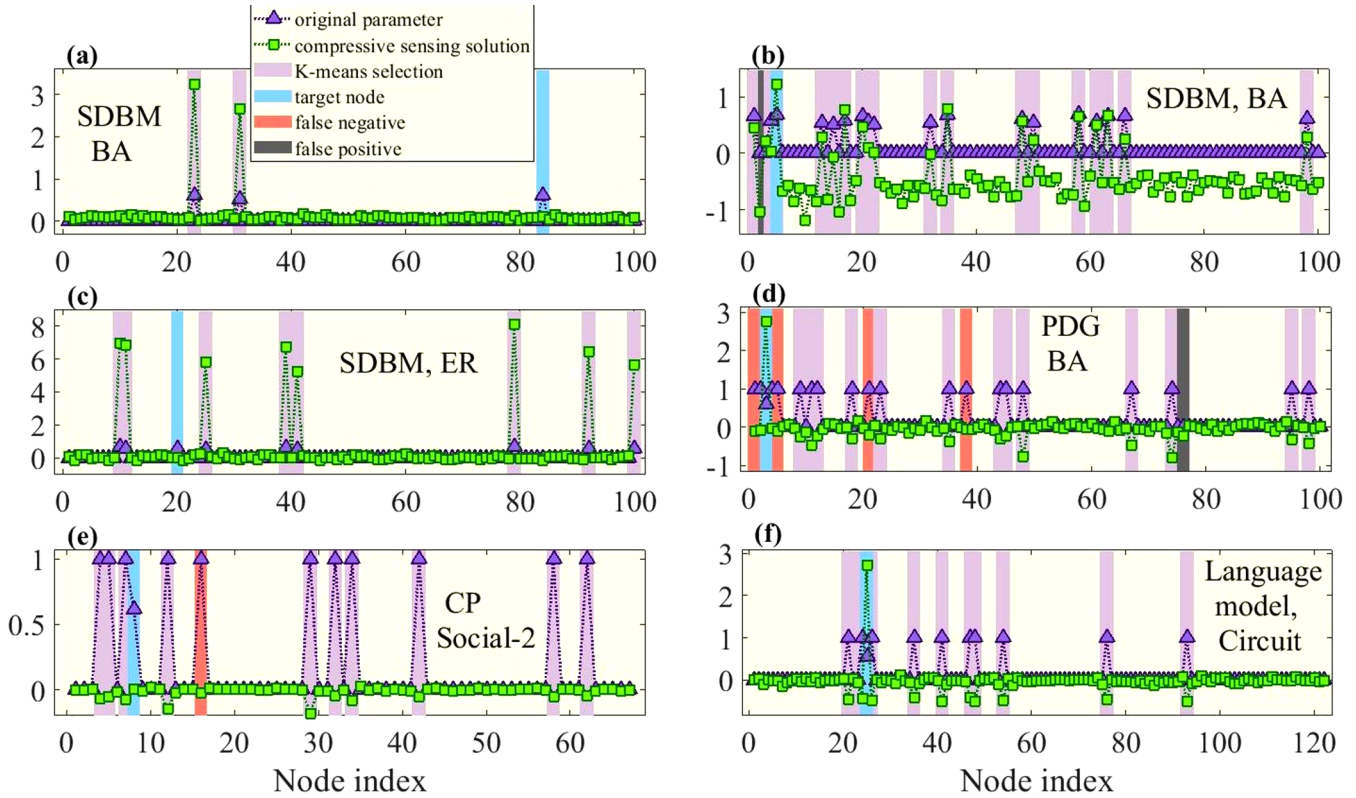 original parameter
compressive sensing solution
K-means selection
target node
false negative
false positive
(a)
SDBM
BA
3
2
1
0
0 20 40 60 80 100
(b)
SDBM, BA
1
0
-1
0 20 40 60 80 100
(c)
SDBM, ER
8
6
4
2
0
0 20 40 60 80 100
(d)
PDG
BA
3
2
1
0
-1
0 20 40 60 80 100
(e)
CP
Social-2
1
0.5
0
0 10 20 30 40 50 60
Node index
(f)
Language
model,
Circuit
3
2
1
0
0 20 40 60 80 100 120
Node index